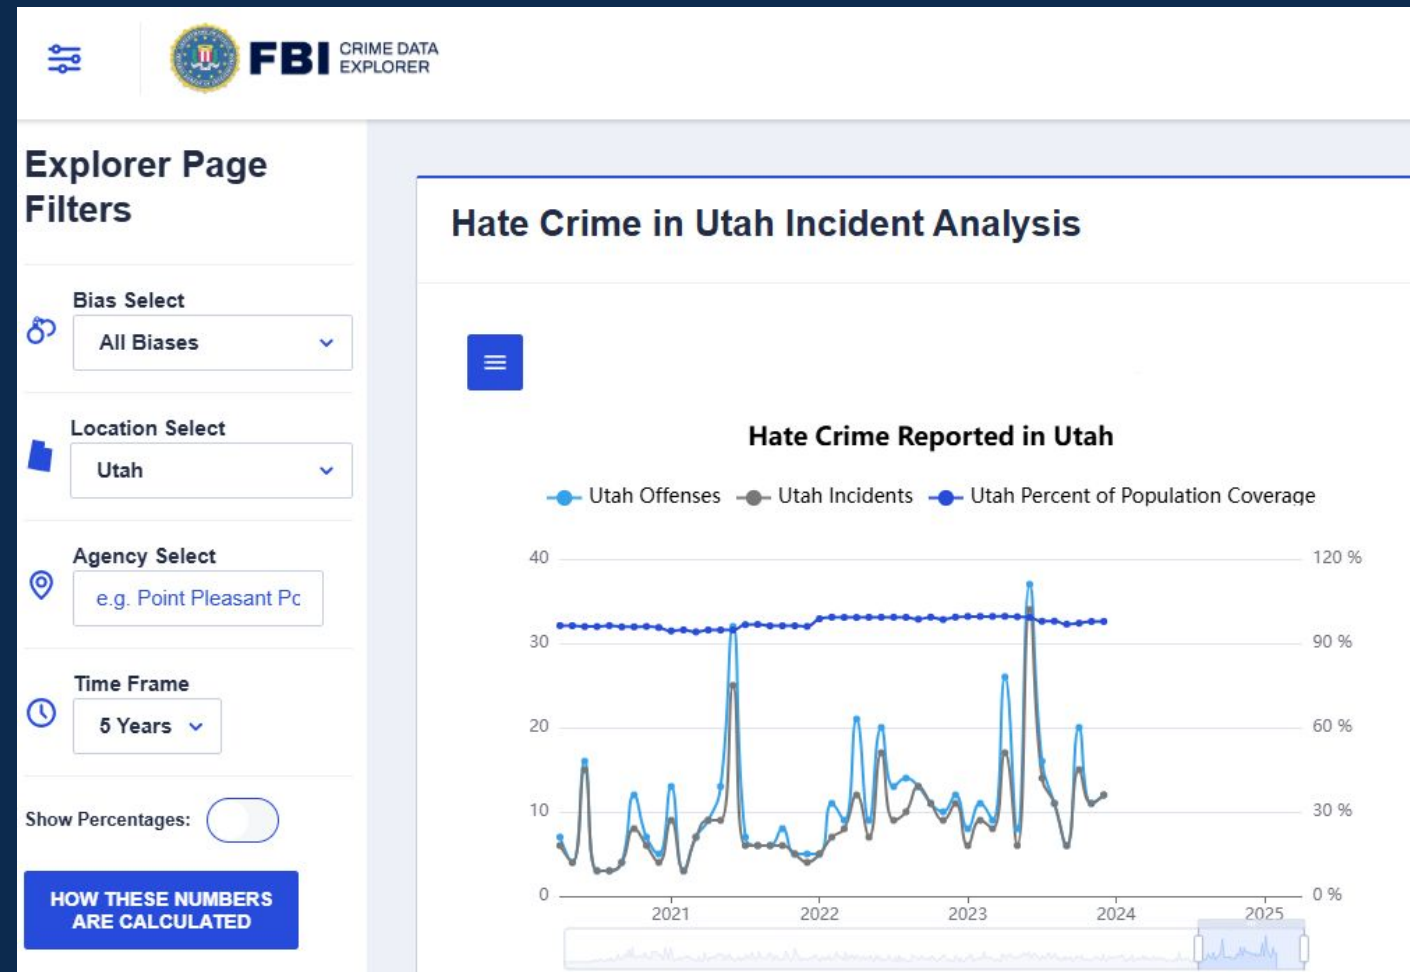 FBI CRIME DATA
EXPLORER
Explorer Page
Filters
Bias Select
All Biases
Location Select
Utah
Agency Select
e.g. Point Pleasant Po
Time Frame
5 Years
Show Percentages:
HOW THESE NUMBERS
ARE CALCULATED
Hate Crime in Utah Incident Analysis
Hate Crime Reported in Utah
Utah Offenses Utah Incidents Utah Percent of Population Coverage
40 120 %
30 90 %
20 60 %
10 30 %
0 0 %
2021 2022 2023 2024 2025